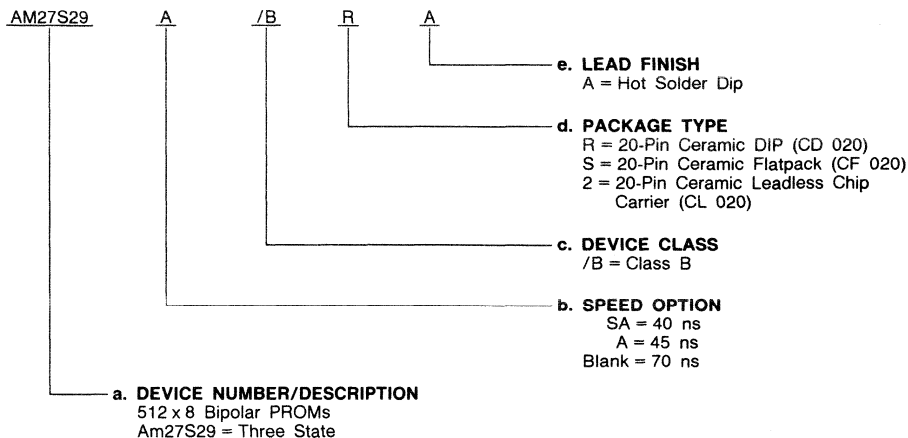 AM27S29 A /B R A
e. LEAD FINISH
A = Hot Solder Dip
d. PACKAGE TYPE
R = 20-Pin Ceramic DIP (CD 020)
S = 20-Pin Ceramic Flatpack (CF 020)
2 = 20-Pin Ceramic Leadless Chip
Carrier (CL 020)
c. DEVICE CLASS
/B = Class B
b. SPEED OPTION
SA = 40 ns
A = 45 ns
Blank = 70 ns
a. DEVICE NUMBER/DESCRIPTION
512 x 8 Bipolar PROMs
Am27S29 = Three State